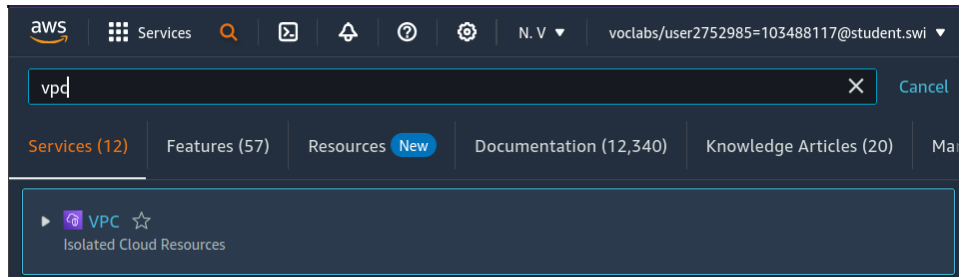 aws Services N. V ▼ voclabs/user2752985=103488117@student.swi ▼
vpc Cancel
Services (12) Features (57) Resources New Documentation (12,340) Knowledge Articles (20) Mar
VPC
Isolated Cloud Resources